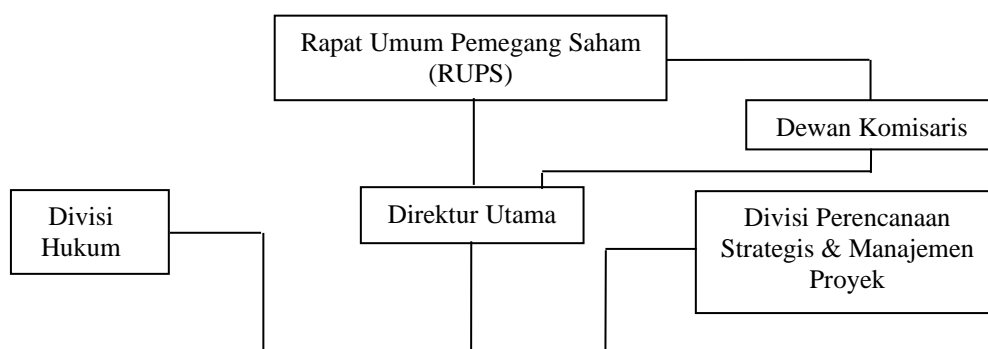 Rapat Umum Pemegang Saham
(RUPS)
Dewan Komisaris
Divisi
Hukum
Direktur Utama
Divisi Perencanaan
Strategis & Manajemen
Proyek